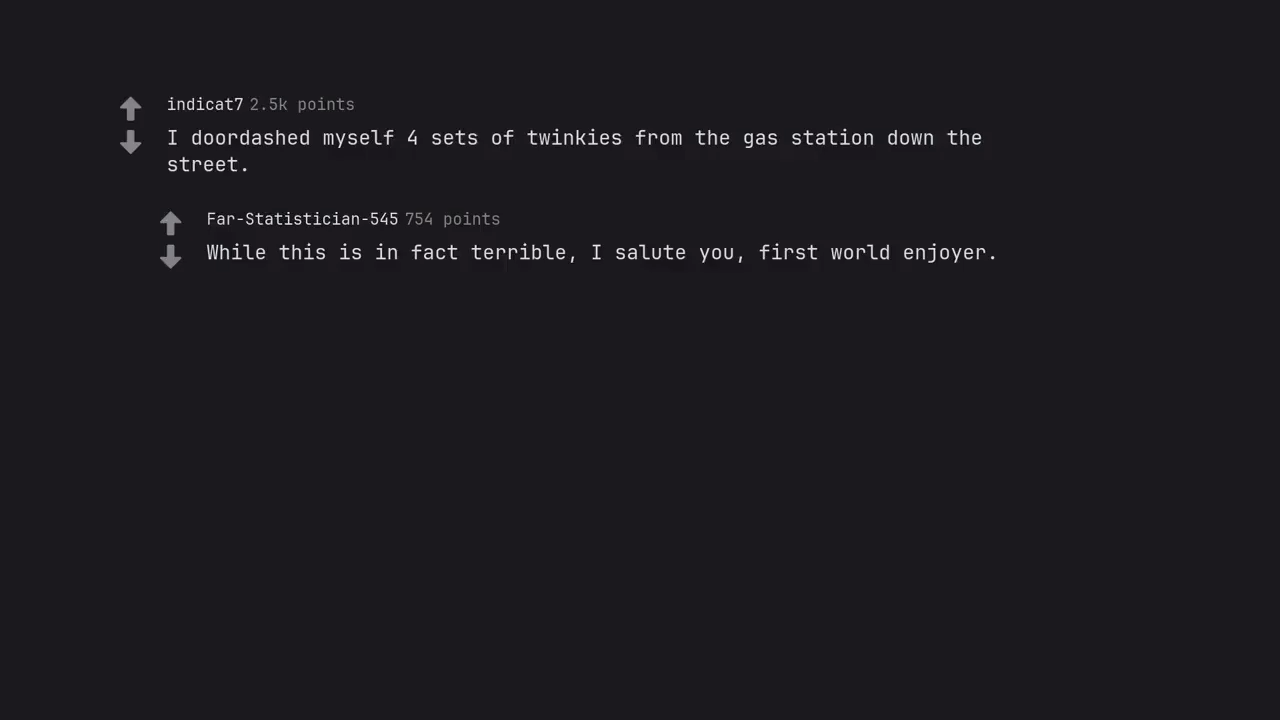 indicat7 2.5k points
I doordashed myself 4 sets of twinkies from the gas station down the
street.
Far-Statistician-545 754 points
While this is in fact terrible, I salute you, first world enjoyer.